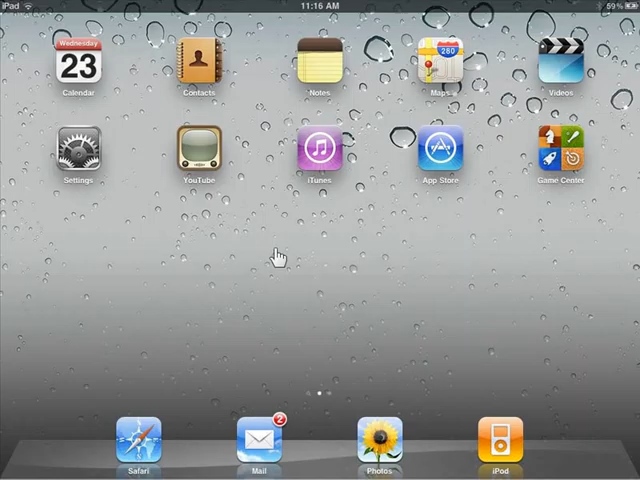 iPad 11:16 AM 59%
Wednesday
23
280
Calendar Contacts Notes Maps Videos
Settings YouTube iTunes App Store Game Center
2
Safari Mail Photos iPod